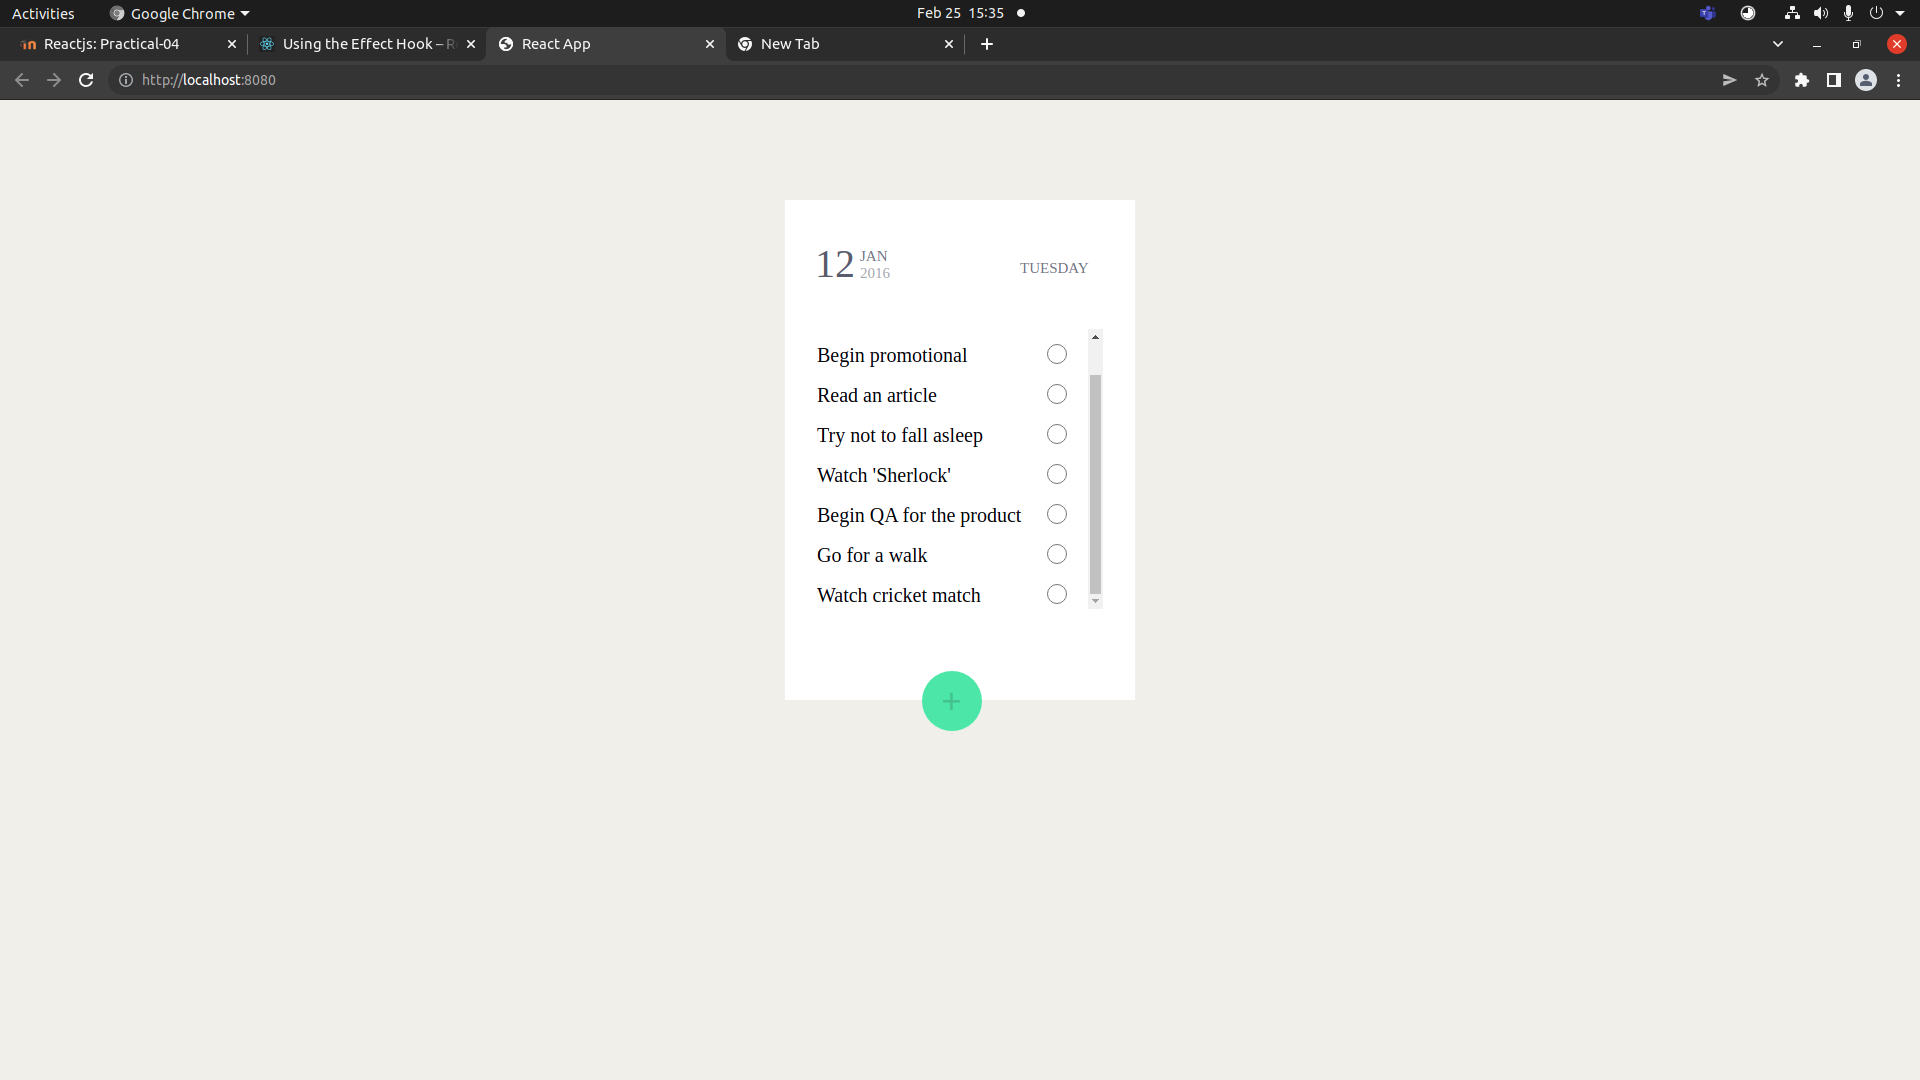 Activities Google Chrome Feb 25 15:35
Reactjs: Practical-04 Using the Effect Hook – R React App New Tab
http://localhost:8080
12 JAN
2016
TUESDAY
Begin promotional
Read an article
Try not to fall asleep
Watch 'Sherlock'
Begin QA for the product
Go for a walk
Watch cricket match
+